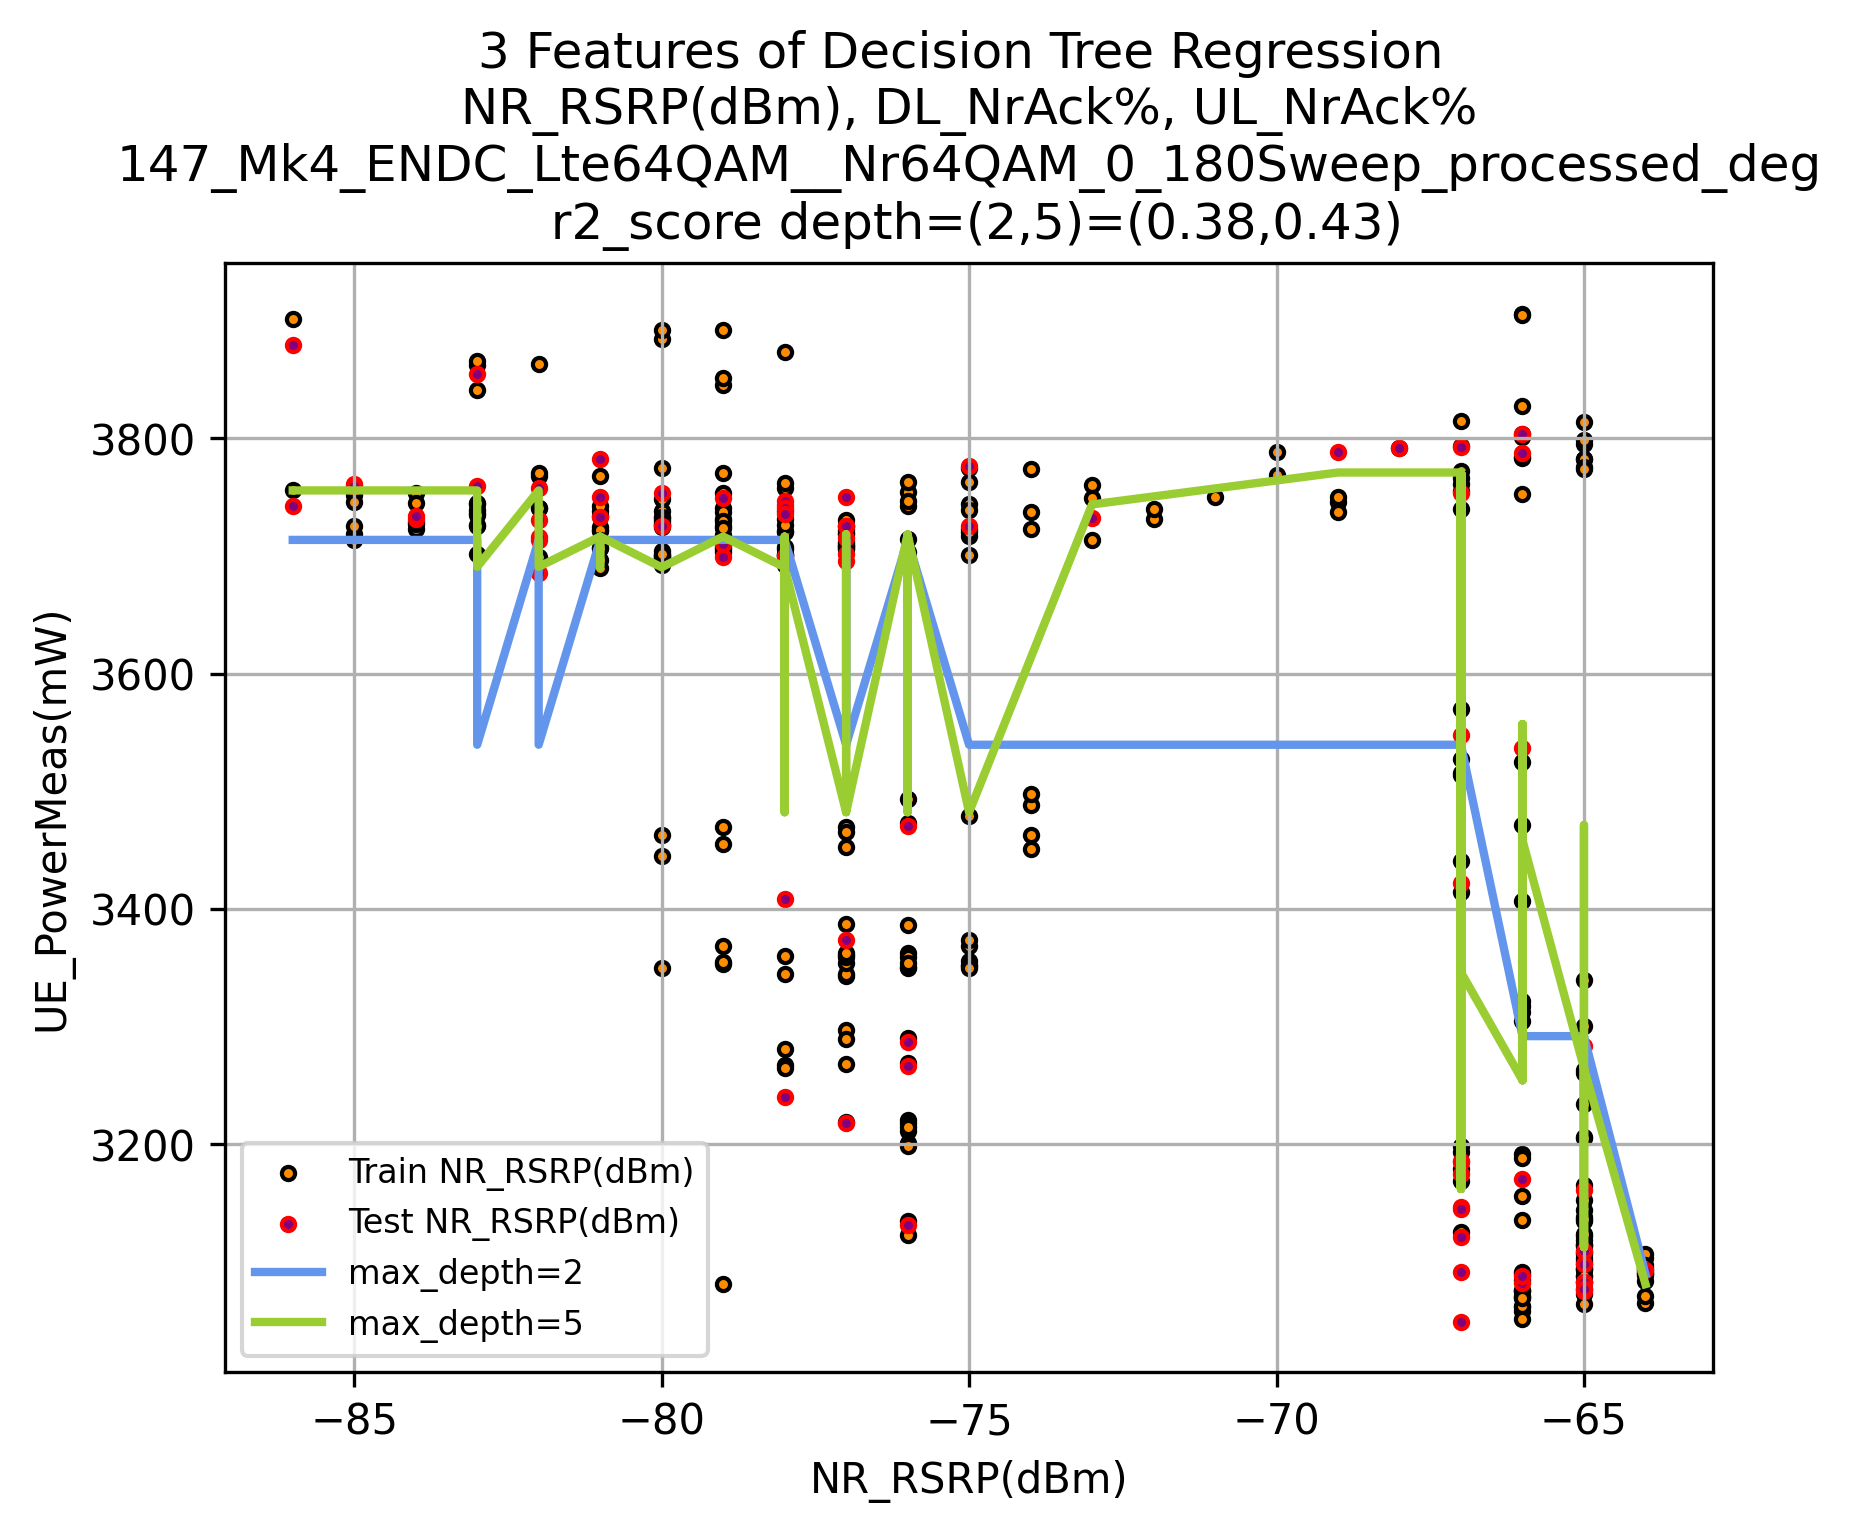 3 Features of Decision Tree Regression
NR_RSRP(dBm), DL_NrAck%, UL_NrAck%
147_Mk4_ENDC_Lte64QAM__Nr64QAM_0_180Sweep_processed_deg
r2_score depth=(2,5)=(0.38,0.43)
UE_PowerMeas(mW)
3800
3600
3400
3200
Train NR_RSRP(dBm)
Test NR_RSRP(dBm)
max_depth=2
max_depth=5
−85 −80 −75 −70 −65
NR_RSRP(dBm)